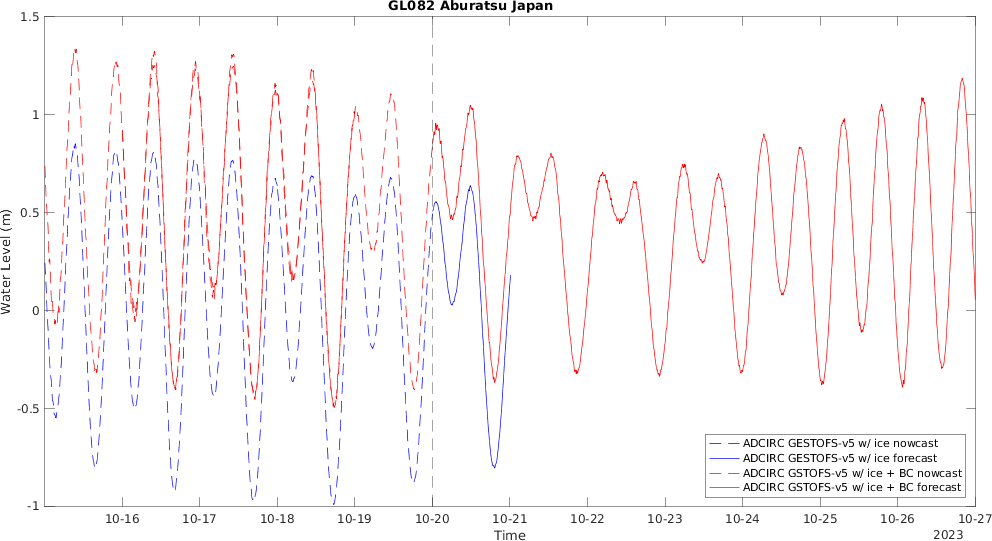 GL082 Aburatsu Japan
1.5
1
0.5
0
-0.5
-1
Water Level (m)
10-16 10-17 10-18 10-19 10-20 10-21 10-22 10-23 10-24 10-25 10-26 10-27
Time
2023
ADCIRC GESTOFS-v5 w/ ice nowcast
ADCIRC GESTOFS-v5 w/ ice forecast
ADCIRC GSTOFS-v5 w/ ice + BC nowcast
ADCIRC GSTOFS-v5 w/ ice + BC forecast